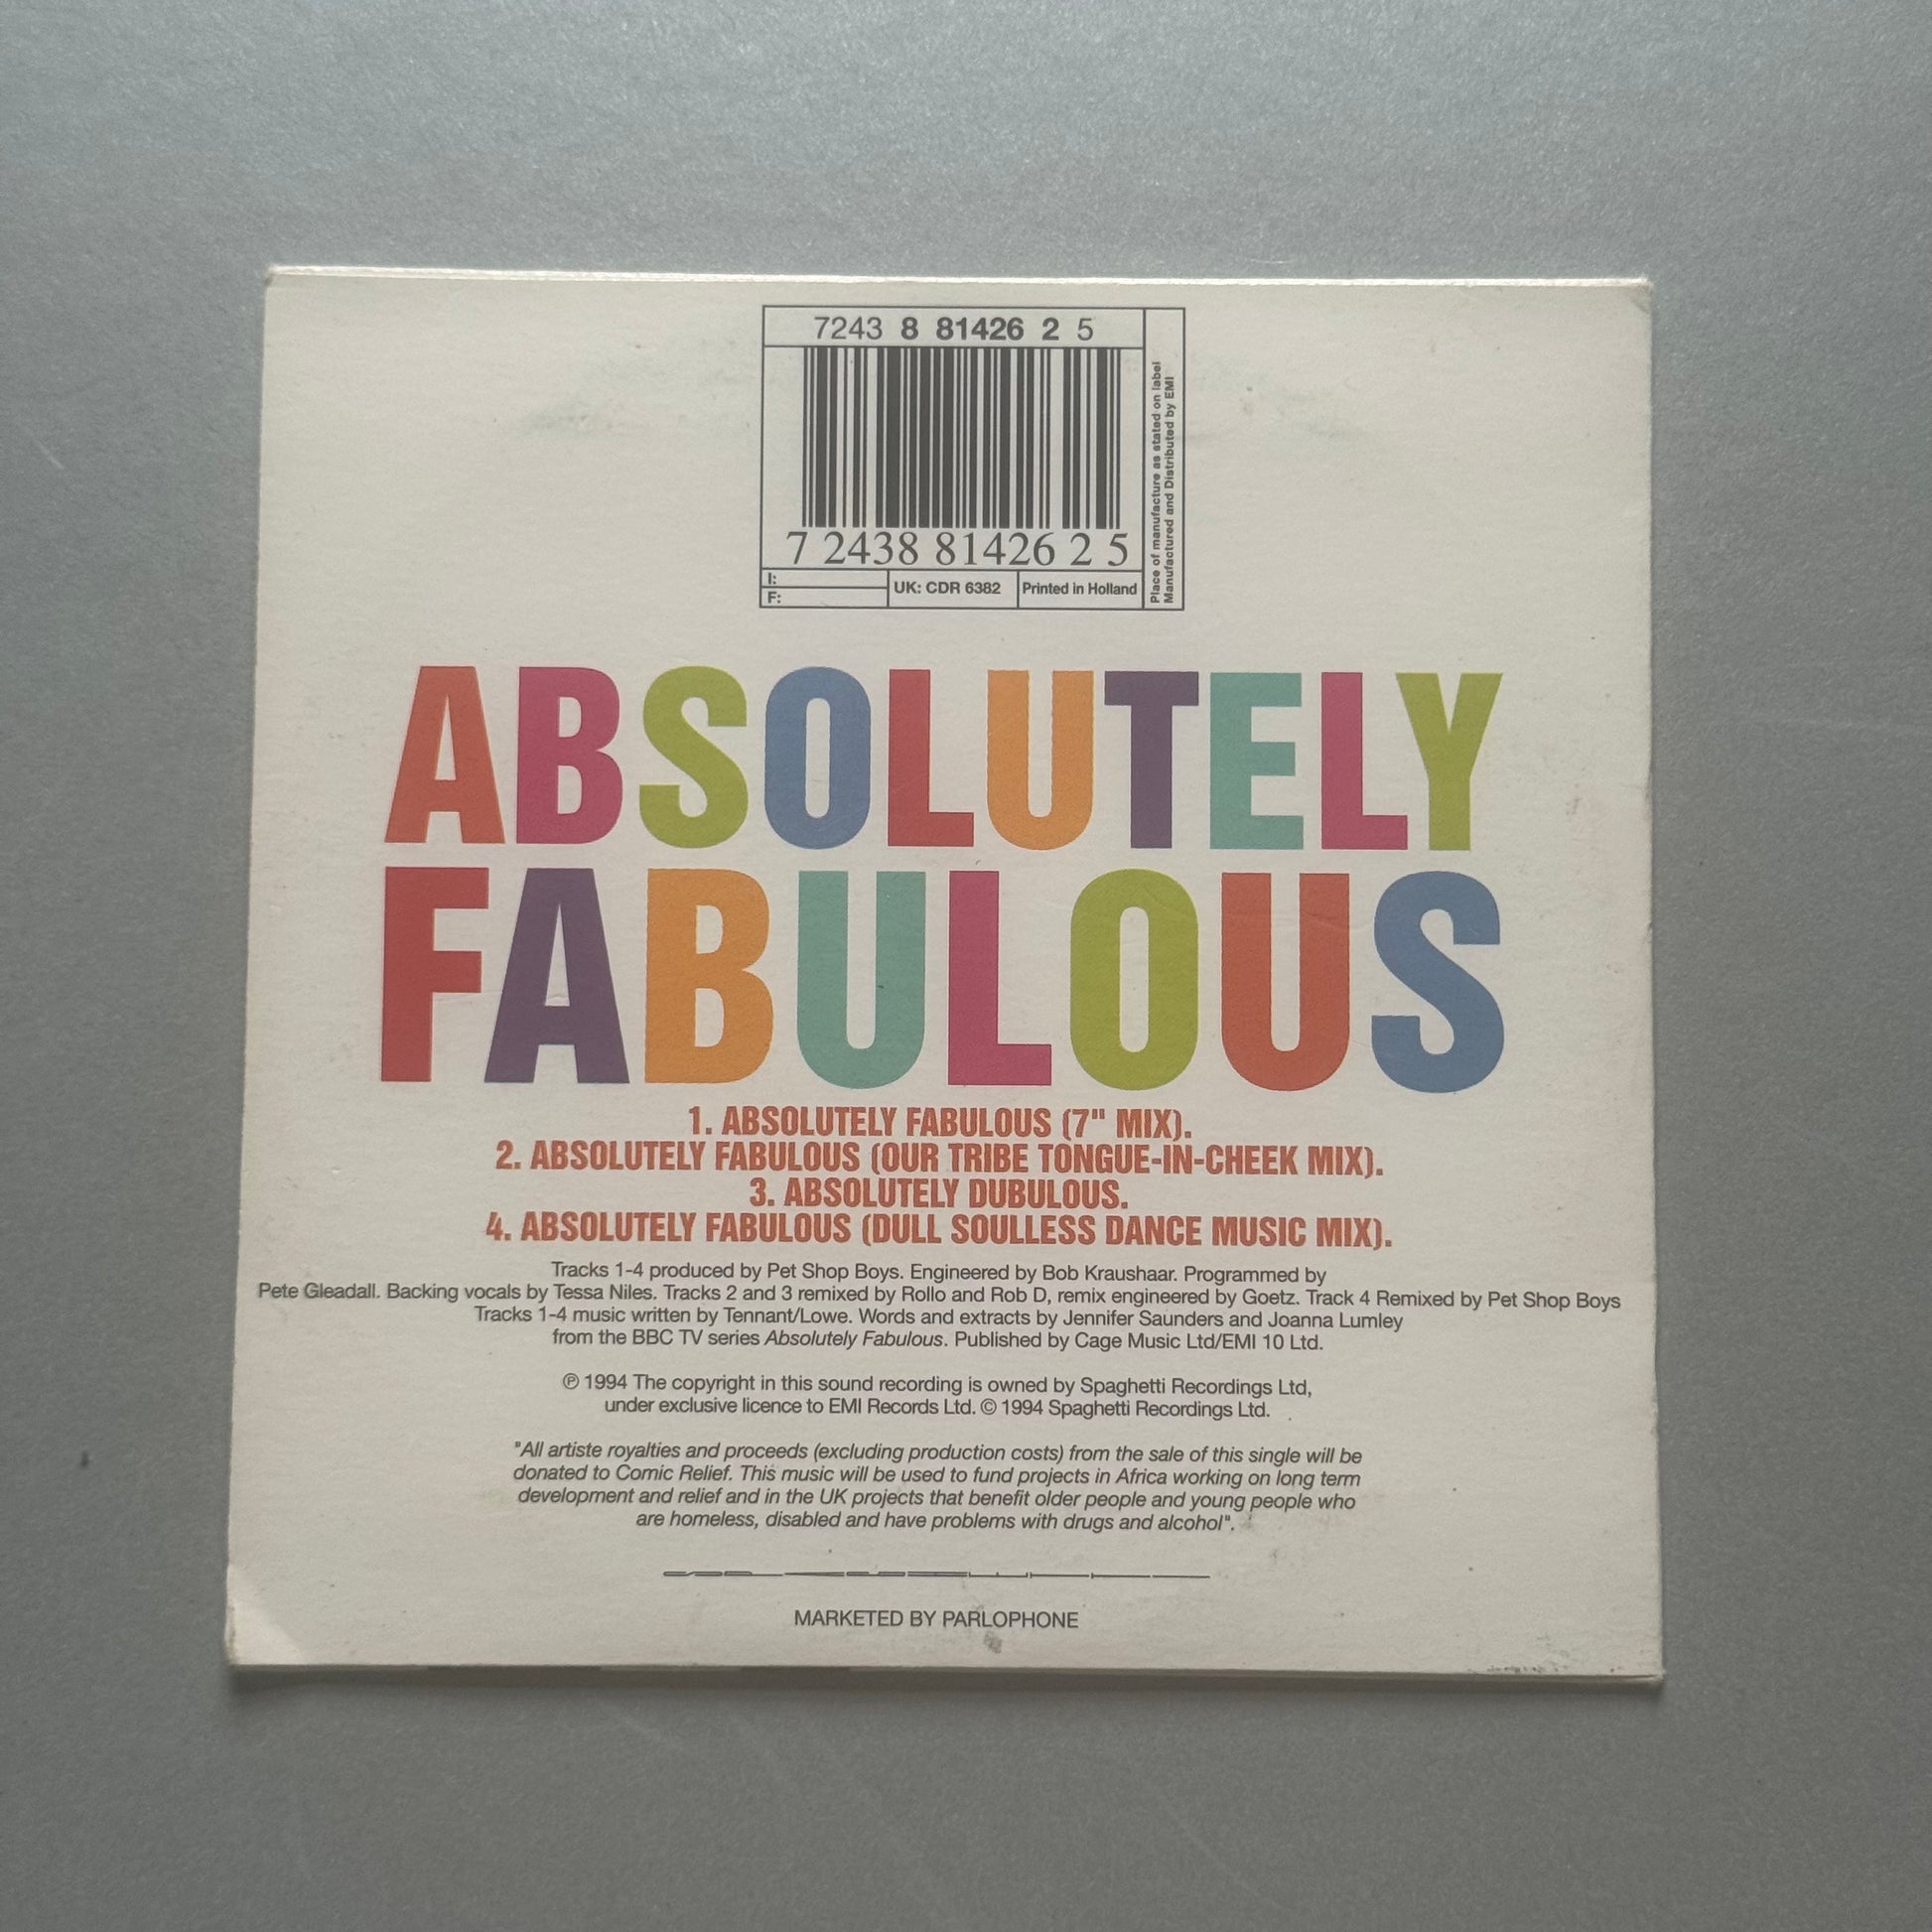 7243 8 81426 2 5
7 24388 81426 2 5
I:
F:
UK: CDR 6382
Printed in Holland
Place of manufacture as stated on label
Manufactured and Distributed by EMI
ABSOLUTELY
FABULOUS
1. ABSOLUTELY FABULOUS (7" MIX).
2. ABSOLUTELY FABULOUS (OUR TRIBE TONGUE-IN-CHEEK MIX).
3. ABSOLUTELY DUBULOUS.
4. ABSOLUTELY FABULOUS (DULL SOULLESS DANCE MUSIC MIX).
Tracks 1-4 produced by Pet Shop Boys. Engineered by Bob Kraushaar. Programmed by
Pete Gleadall. Backing vocals by Tessa Niles. Tracks 2 and 3 remixed by Rollo and Rob D, remix engineered by Goetz. Track 4 Remixed by Pet Shop Boys
Tracks 1-4 music written by Tennant/Lowe. Words and extracts by Jennifer Saunders and Joanna Lumley
from the BBC TV series Absolutely Fabulous. Published by Cage Music Ltd/EMI 10 Ltd.
℗ 1994 The copyright in this sound recording is owned by Spaghetti Recordings Ltd,
under exclusive licence to EMI Records Ltd. © 1994 Spaghetti Recordings Ltd.
"All artiste royalties and proceeds (excluding production costs) from the sale of this single will be
donated to Comic Relief. This music will be used to fund projects in Africa working on long term
development and relief and in the UK projects that benefit older people and young people who
are homeless, disabled and have problems with drugs and alcohol".
MARKETED BY PARLOPHONE